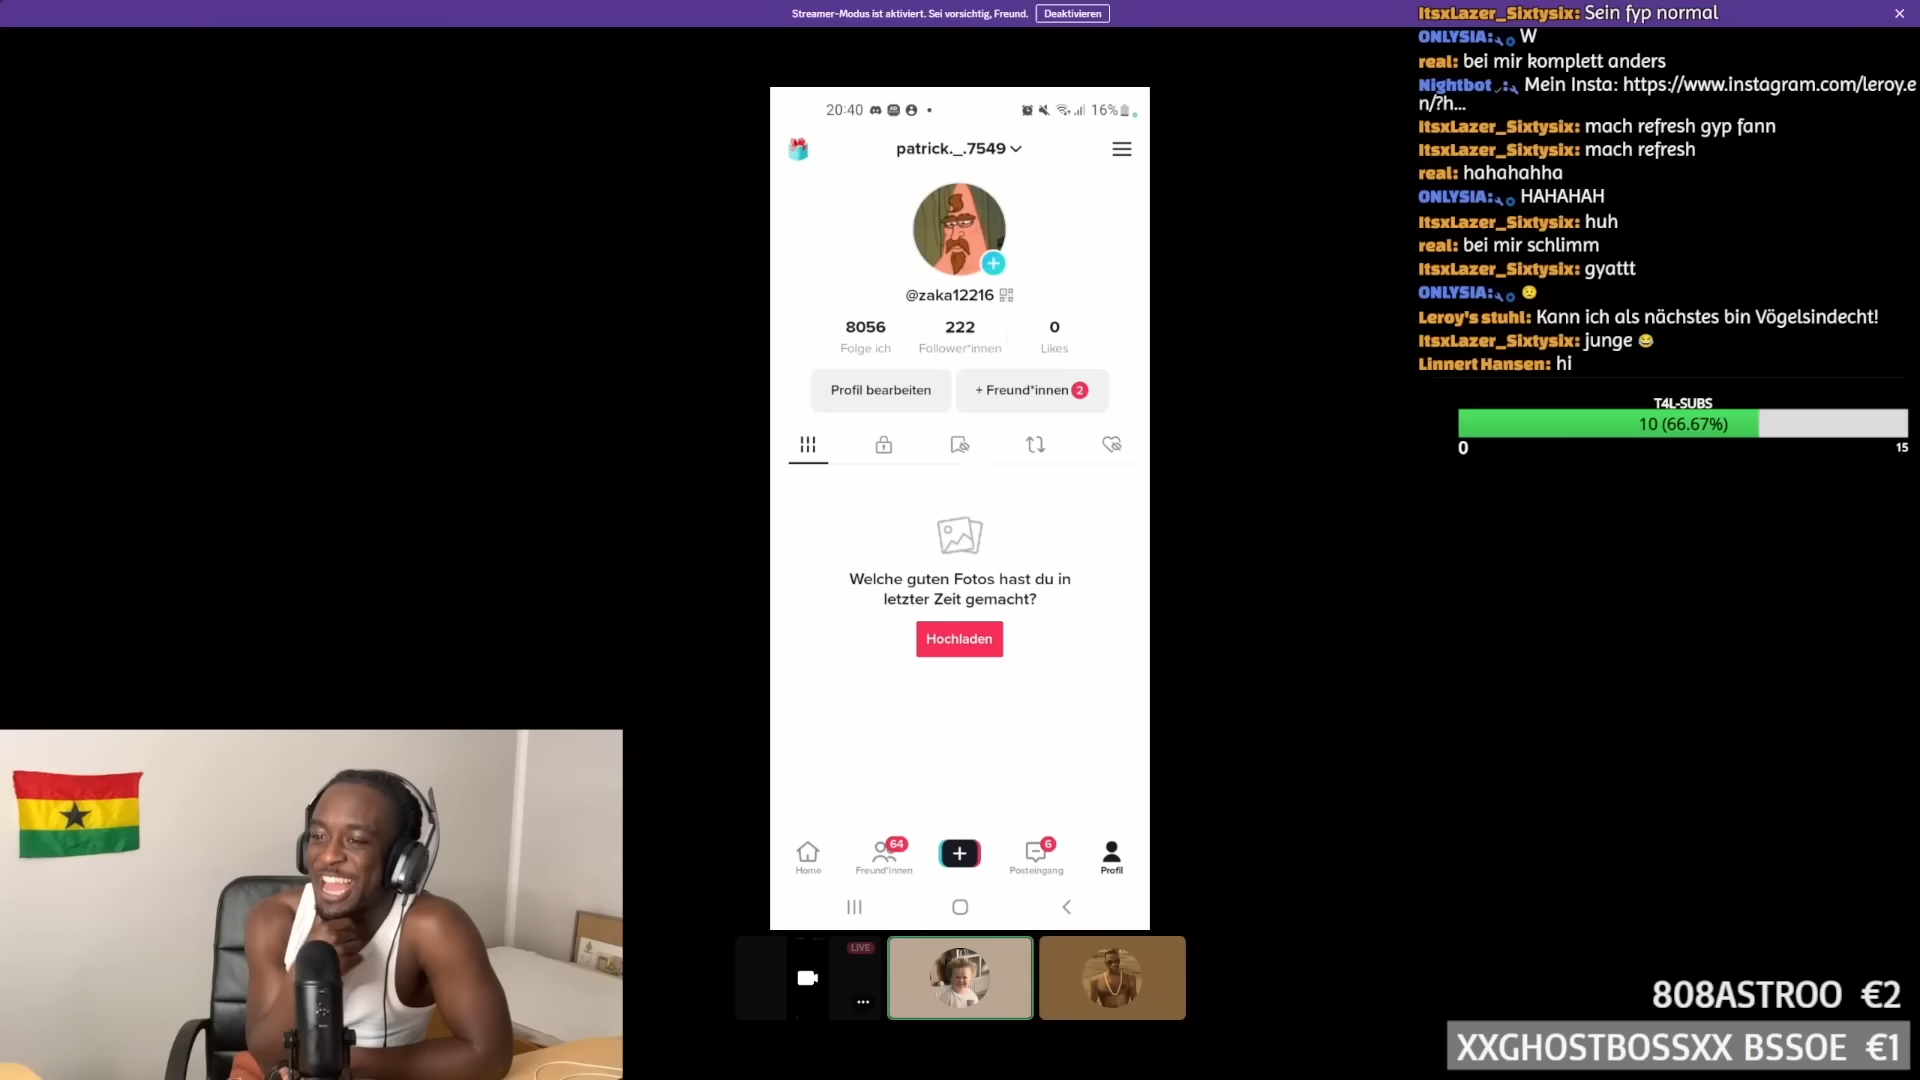 Streamer-Modus ist aktiviert. Sei vorsichtig, Freund. Deaktivieren
20:40
16%
patrick._.7549
@zaka12216
8056 222 0
Folge ich Follower*innen Likes
Profil bearbeiten + Freund*innen 2
Welche guten Fotos hast du in
letzter Zeit gemacht?
Hochladen
64 6
Home Freund*innen Posteingang Profil
LIVE
ItsxLazer_Sixtysix: Sein fyp normal
ONLYSIA: W
real: bei mir komplett anders
Nightbot : Mein Insta: https://www.instagram.com/leroy.e
n/?h...
ItsxLazer_Sixtysix: mach refresh gyp fann
ItsxLazer_Sixtysix: mach refresh
real: hahahahha
ONLYSIA: HAHAHAH
ItsxLazer_Sixtysix: huh
real: bei mir schlimm
ItsxLazer_Sixtysix: gyattt
ONLYSIA: 😟
Leroy's stuhl: Kann ich als nächstes bin Vögelsindecht!
ItsxLazer_Sixtysix: junge 😂
Linnert Hansen: hi
T4L-SUBS
10 (66.67%)
0 15
808ASTROO €2
XXGHOSTBOSSXX BSSOE €1